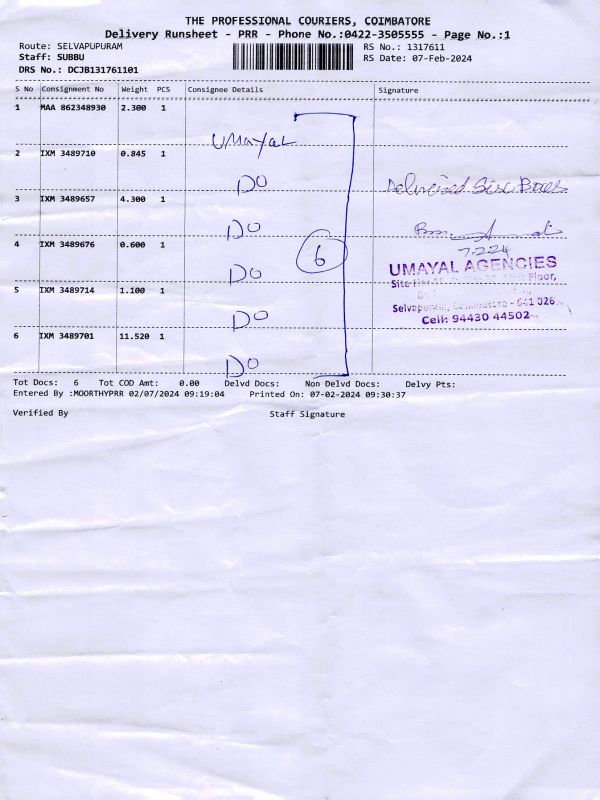 THE PROFESSIONAL COURIERS, COIMBATORE
Delivery Runsheet - PRR - Phone No.:0422-3505555 - Page No.:1
Route: SELVAPUPURAM
RS No.: 1317611
Staff: SUBBU
RS Date: 07-Feb-2024
DRS No.: DCJB131761101
S No Consignment No Weight PCS Consignee Details Signature
1 MAA 862348930 2.300 1
UMAYAL
2 IXM 3489710 0.845 1
DO
Six Boxes
3 IXM 3489657 4.300 1
DO
4 IXM 3489676 0.600 1
6
7.2.24
DO
UMAYAL AGENCIES
Floor,
5 IXM 3489714 1.100 1
Selvapuram, Coimbatore - 641 026
DO
Cell: 94430 44502
6 IXM 3489701 11.520 1
DO
Tot Docs: 6 Tot COD Amt: 0.00 Delvd Docs: Non Delvd Docs: Delvy Pts:
Entered By :MOORTHYPRR 02/07/2024 09:19:04 Printed On: 07-02-2024 09:30:37
Verified By Staff Signature